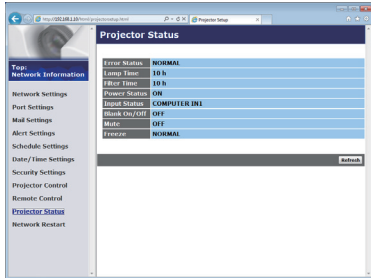 Projector Setup
Projector Status
Top:
Network Information
Network Settings
Port Settings
Mail Settings
Alert Settings
Schedule Settings
Date/Time Settings
Security Settings
Projector Control
Remote Control
Projector Status
Network Restart
Error Status NORMAL
Lamp Time 10 h
Filter Time 10 h
Power Status ON
Input Status COMPUTER IN1
Blank On/Off OFF
Mute OFF
Freeze NORMAL
Refresh